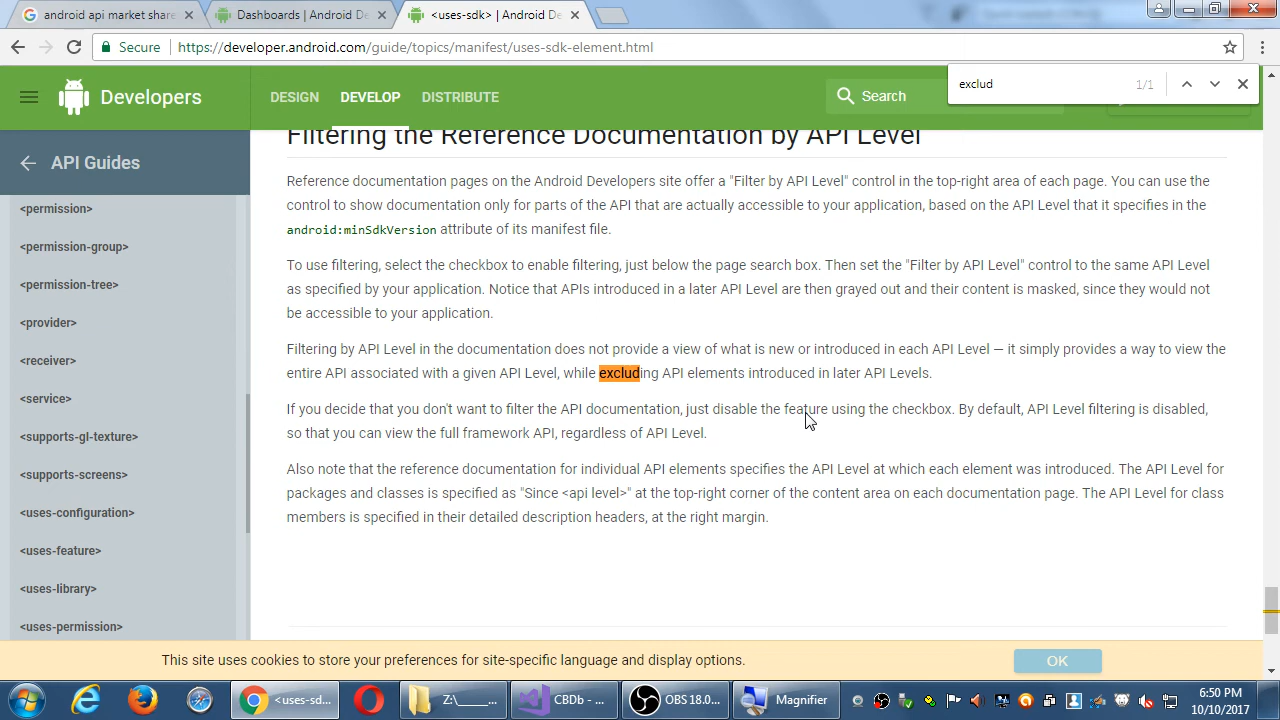 android api market share
Dashboards | Android De
<uses-sdk> | Android De
Secure
https://developer.android.com/guide/topics/manifest/uses-sdk-element.html
exclud
1/1
Developers
DESIGN
DEVELOP
DISTRIBUTE
Search
API Guides
<permission>
<permission-group>
<permission-tree>
<provider>
<receiver>
<service>
<supports-gl-texture>
<supports-screens>
<uses-configuration>
<uses-feature>
<uses-library>
<uses-permission>
Filtering the Reference Documentation by API Level
Reference documentation pages on the Android Developers site offer a "Filter by API Level" control in the top-right area of each page. You can use the
control to show documentation only for parts of the API that are actually accessible to your application, based on the API Level that it specifies in the
android:minSdkVersion attribute of its manifest file.
To use filtering, select the checkbox to enable filtering, just below the page search box. Then set the "Filter by API Level" control to the same API Level
as specified by your application. Notice that APIs introduced in a later API Level are then grayed out and their content is masked, since they would not
be accessible to your application.
Filtering by API Level in the documentation does not provide a view of what is new or introduced in each API Level — it simply provides a way to view the
entire API associated with a given API Level, while excluding API elements introduced in later API Levels.
If you decide that you don't want to filter the API documentation, just disable the feature using the checkbox. By default, API Level filtering is disabled,
so that you can view the full framework API, regardless of API Level.
Also note that the reference documentation for individual API elements specifies the API Level at which each element was introduced. The API Level for
packages and classes is specified as "Since <api level>" at the top-right corner of the content area on each documentation page. The API Level for class
members is specified in their detailed description headers, at the right margin.
This site uses cookies to store your preferences for site-specific language and display options.
OK
<uses-sd...
Z:\____...
CBDb - ...
OBS 18.0...
Magnifier
6:50 PM
10/10/2017